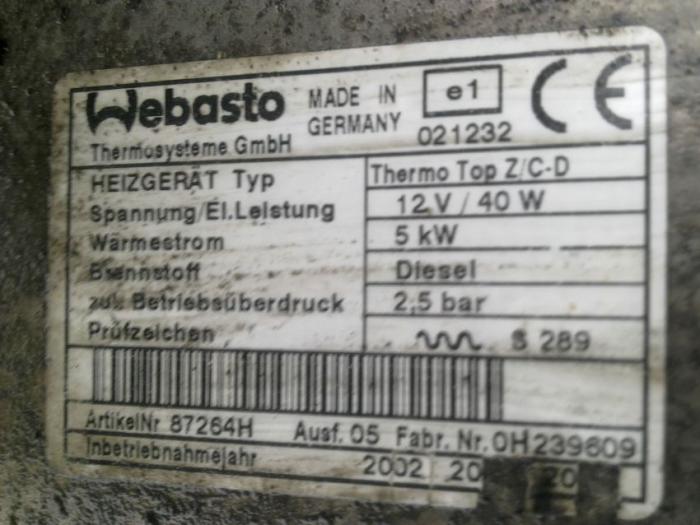 Webasto MADE IN e1 CE
Thermosysteme GmbH GERMANY 021232
HEIZGERÄT Typ Thermo Top Z/C-D
Spannung/El.Leistung 12 V / 40 W
Wärmestrom 5 kW
Brennstoff Diesel
zul. Betriebsüberdruck 2,5 bar
Prüfzeichen S 289
ArtikelNr 87264H Ausf. 05 Fabr. Nr. 0H239609
Inbetriebnahmejahr 2002 20 20